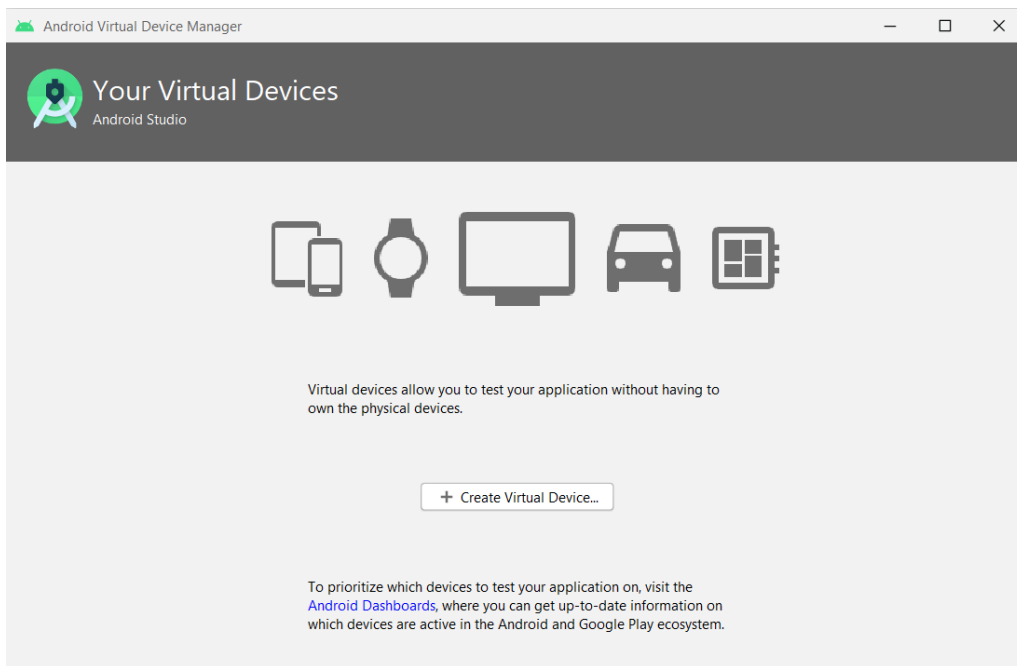 Android Virtual Device Manager
Your Virtual Devices
Android Studio
Virtual devices allow you to test your application without having to
own the physical devices.
+ Create Virtual Device...
To prioritize which devices to test your application on, visit the
Android Dashboards, where you can get up-to-date information on
which devices are active in the Android and Google Play ecosystem.